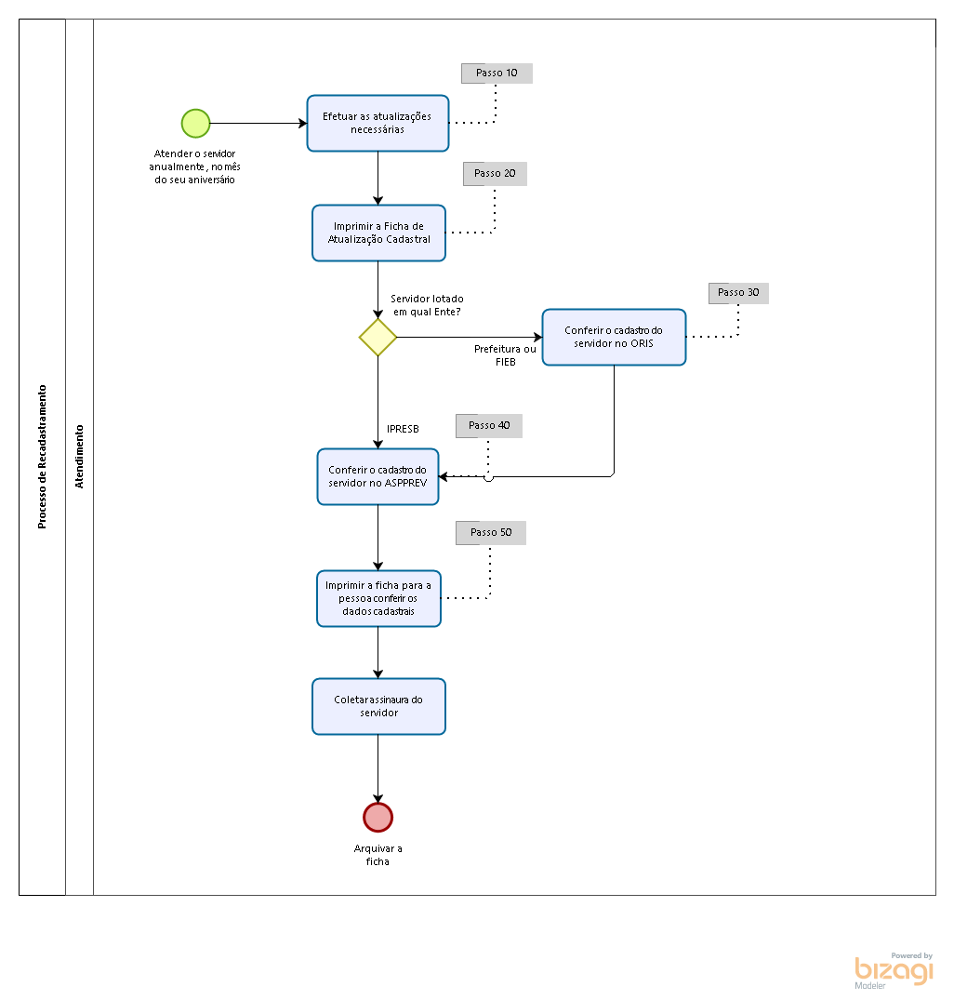 Processo de Recadastramento
Atendimento
Atender o servidor
anualmente, no mês
do seu aniversário
Passo 10
Efetuar as atualizações
necessárias
Passo 20
Imprimir a Ficha de
Atualização Cadastral
Servidor lotado
em qual Ente?
Prefeitura ou
FIEB
Passo 30
Conferir o cadastro do
servidor no ORIS
IPRESB
Passo 40
Conferir o cadastro do
servidor no ASPPREV
Passo 50
Imprimir a ficha para a
pessoa conferir os
dados cadastrais
Coletar assinaura do
servidor
Arquivar a
ficha
Powered by
bizagi
Modeler